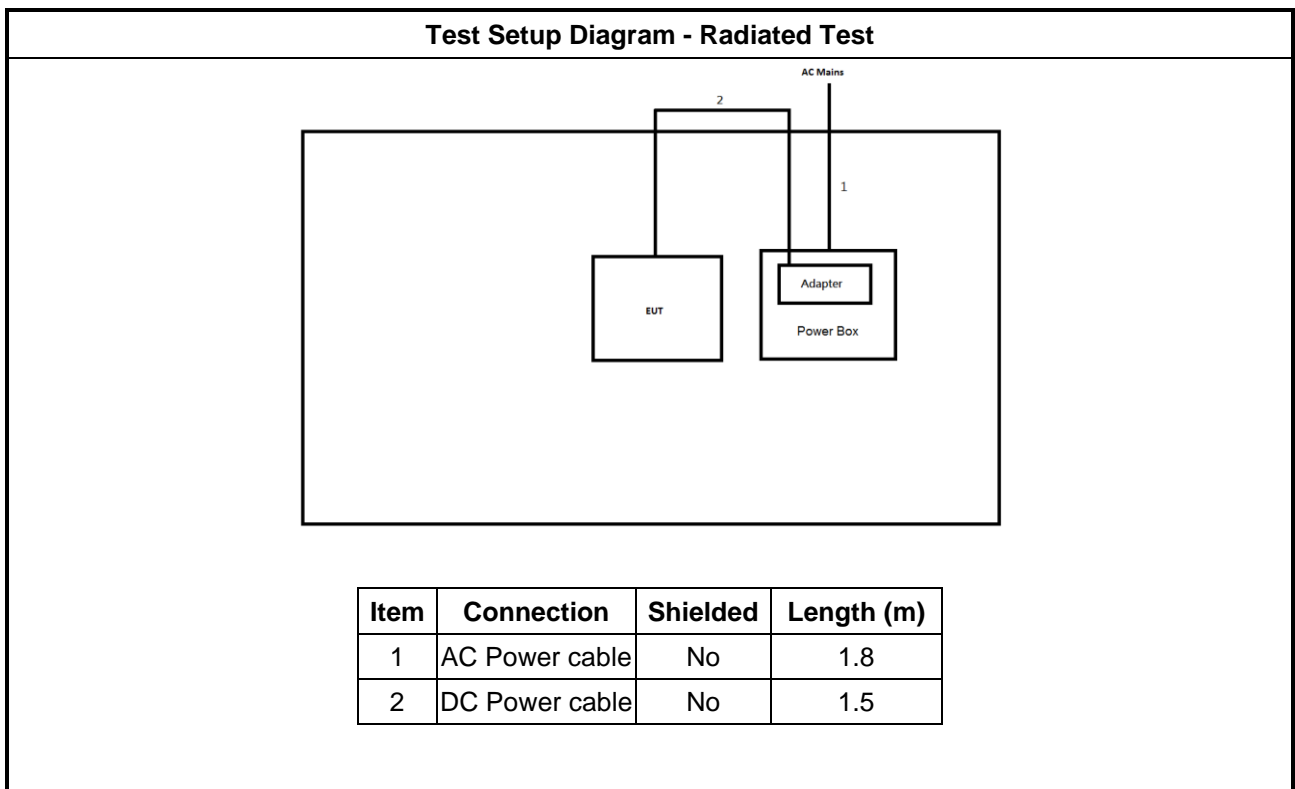 Test Setup Diagram - Radiated Test
AC Mains
2
1
Adapter
EUT
Power Box
Item Connection Shielded Length (m)
1 AC Power cable No 1.8
2 DC Power cable No 1.5